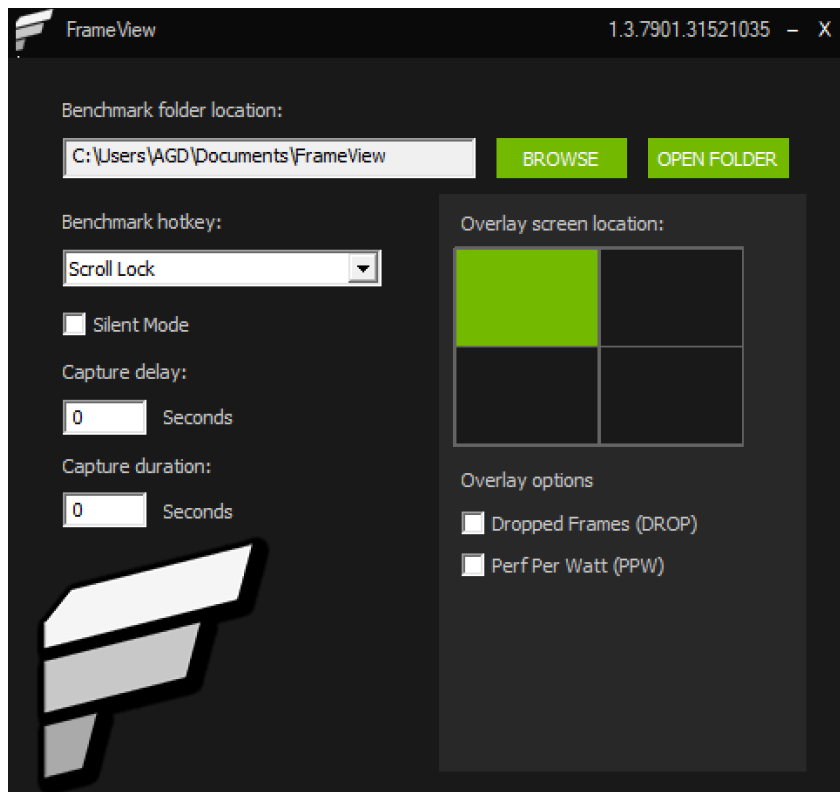 FrameView 1.3.7901.31521035 – X
Benchmark folder location:
C:\Users\AGD\Documents\FrameView BROWSE OPEN FOLDER
Benchmark hotkey:
Scroll Lock
Silent Mode
Capture delay:
0 Seconds
Capture duration:
0 Seconds
Overlay screen location:
Overlay options
Dropped Frames (DROP)
Perf Per Watt (PPW)